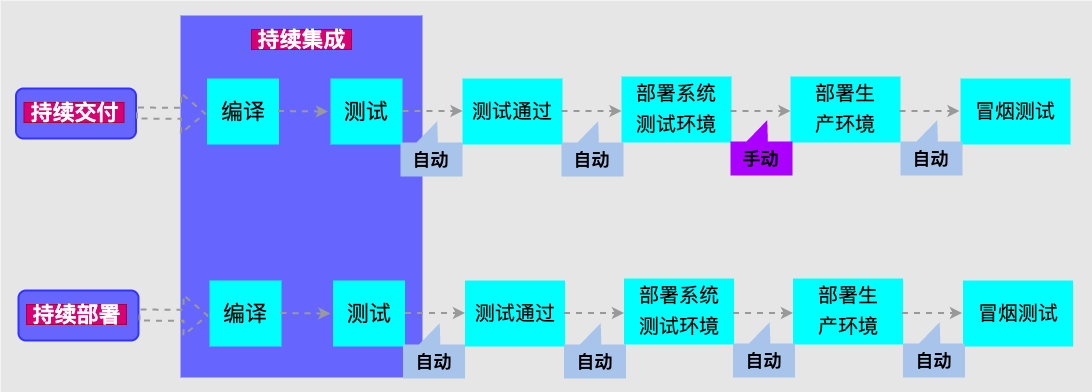 持续集成
持续交付
编译
测试
测试通过
部署系统
测试环境
部署生
产环境
冒烟测试
自动
自动
手动
自动
持续部署
编译
测试
测试通过
部署系统
测试环境
部署生
产环境
冒烟测试
自动
自动
自动
自动